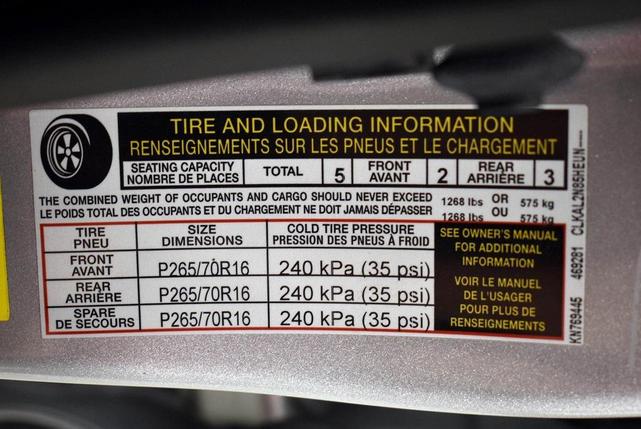 TIRE AND LOADING INFORMATION
RENSEIGNEMENTS SUR LES PNEUS ET LE CHARGEMENT
SEATING CAPACITY
NOMBRE DE PLACES
TOTAL 5
FRONT
AVANT
2
REAR
ARRIÈRE
3
THE COMBINED WEIGHT OF OCCUPANTS AND CARGO SHOULD NEVER EXCEED 1268 lbs OR 575 kg
LE POIDS TOTAL DES OCCUPANTS ET DU CHARGEMENT NE DOIT JAMAIS DÉPASSER 1268 lbs OU 575 kg
TIRE
PNEU
SIZE
DIMENSIONS
COLD TIRE PRESSURE
PRESSION DES PNEUS À FROID
FRONT
AVANT
P265/70R16 240 kPa (35 psi)
REAR
ARRIÈRE
P265/70R16 240 kPa (35 psi)
SPARE
DE SECOURS
P265/70R16 240 kPa (35 psi)
SEE OWNER'S MANUAL
FOR ADDITIONAL
INFORMATION
VOIR LE MANUEL
DE L'USAGER
POUR PLUS DE
RENSEIGNEMENTS
KN769445 469281 CLKAL2N85HEUN